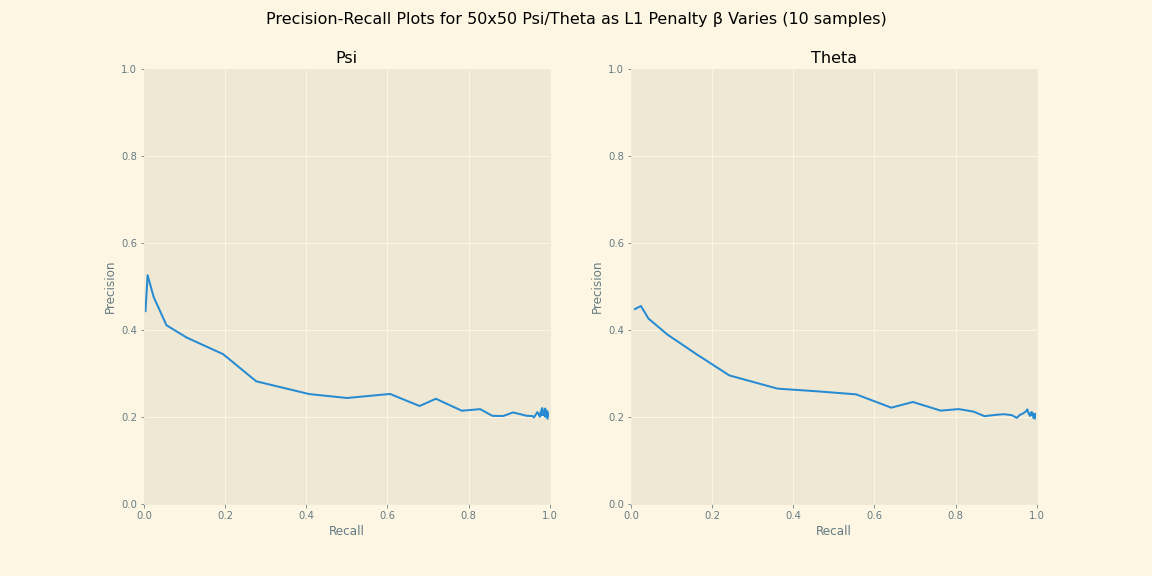 Precision-Recall Plots for 50x50 Psi/Theta as L1 Penalty β Varies (10 samples)
Psi
1.0
0.8
0.6
0.4
0.2
0.0
Precision
0.0 0.2 0.4 0.6 0.8 1.0
Recall
Theta
1.0
0.8
0.6
0.4
0.2
0.0
Precision
0.0 0.2 0.4 0.6 0.8 1.0
Recall